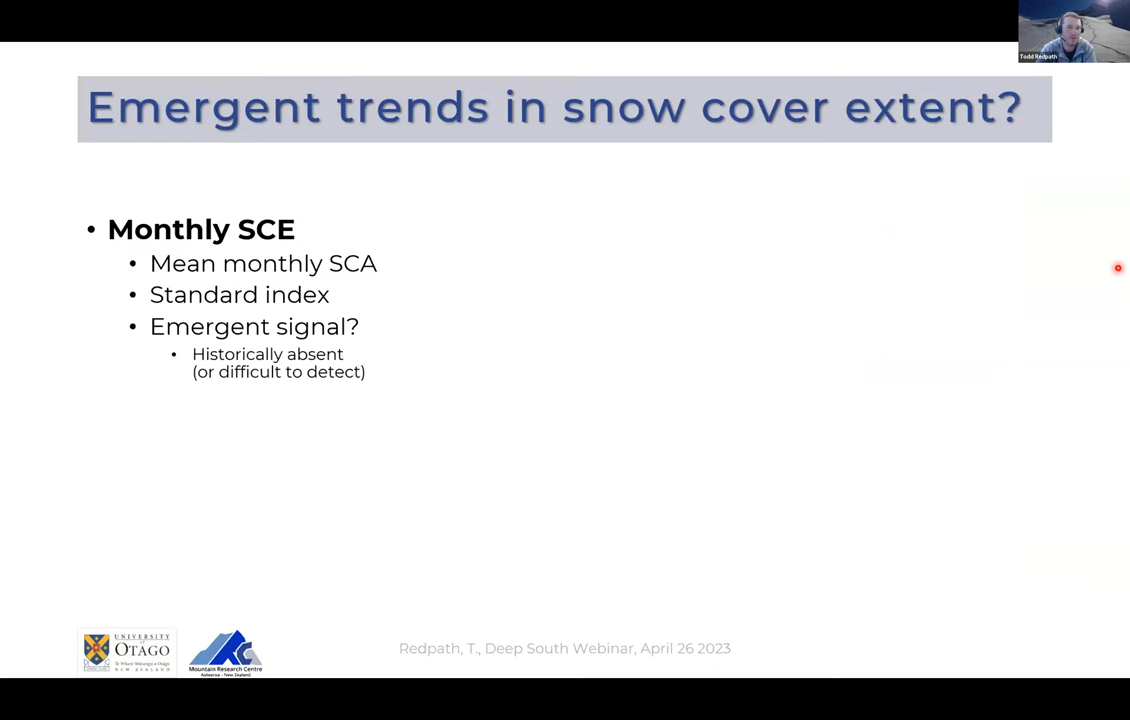 Todd Redpath
Emergent trends in snow cover extent?
• Monthly SCE
• Mean monthly SCA
• Standard index
• Emergent signal?
• Historically absent
(or difficult to detect)
UNIVERSITY
of
OTAGO
Te Whare Wānanga o Otago
NEW ZEALAND
Mountain Research Centre
Aotearoa - New Zealand
Redpath, T., Deep South Webinar, April 26 2023